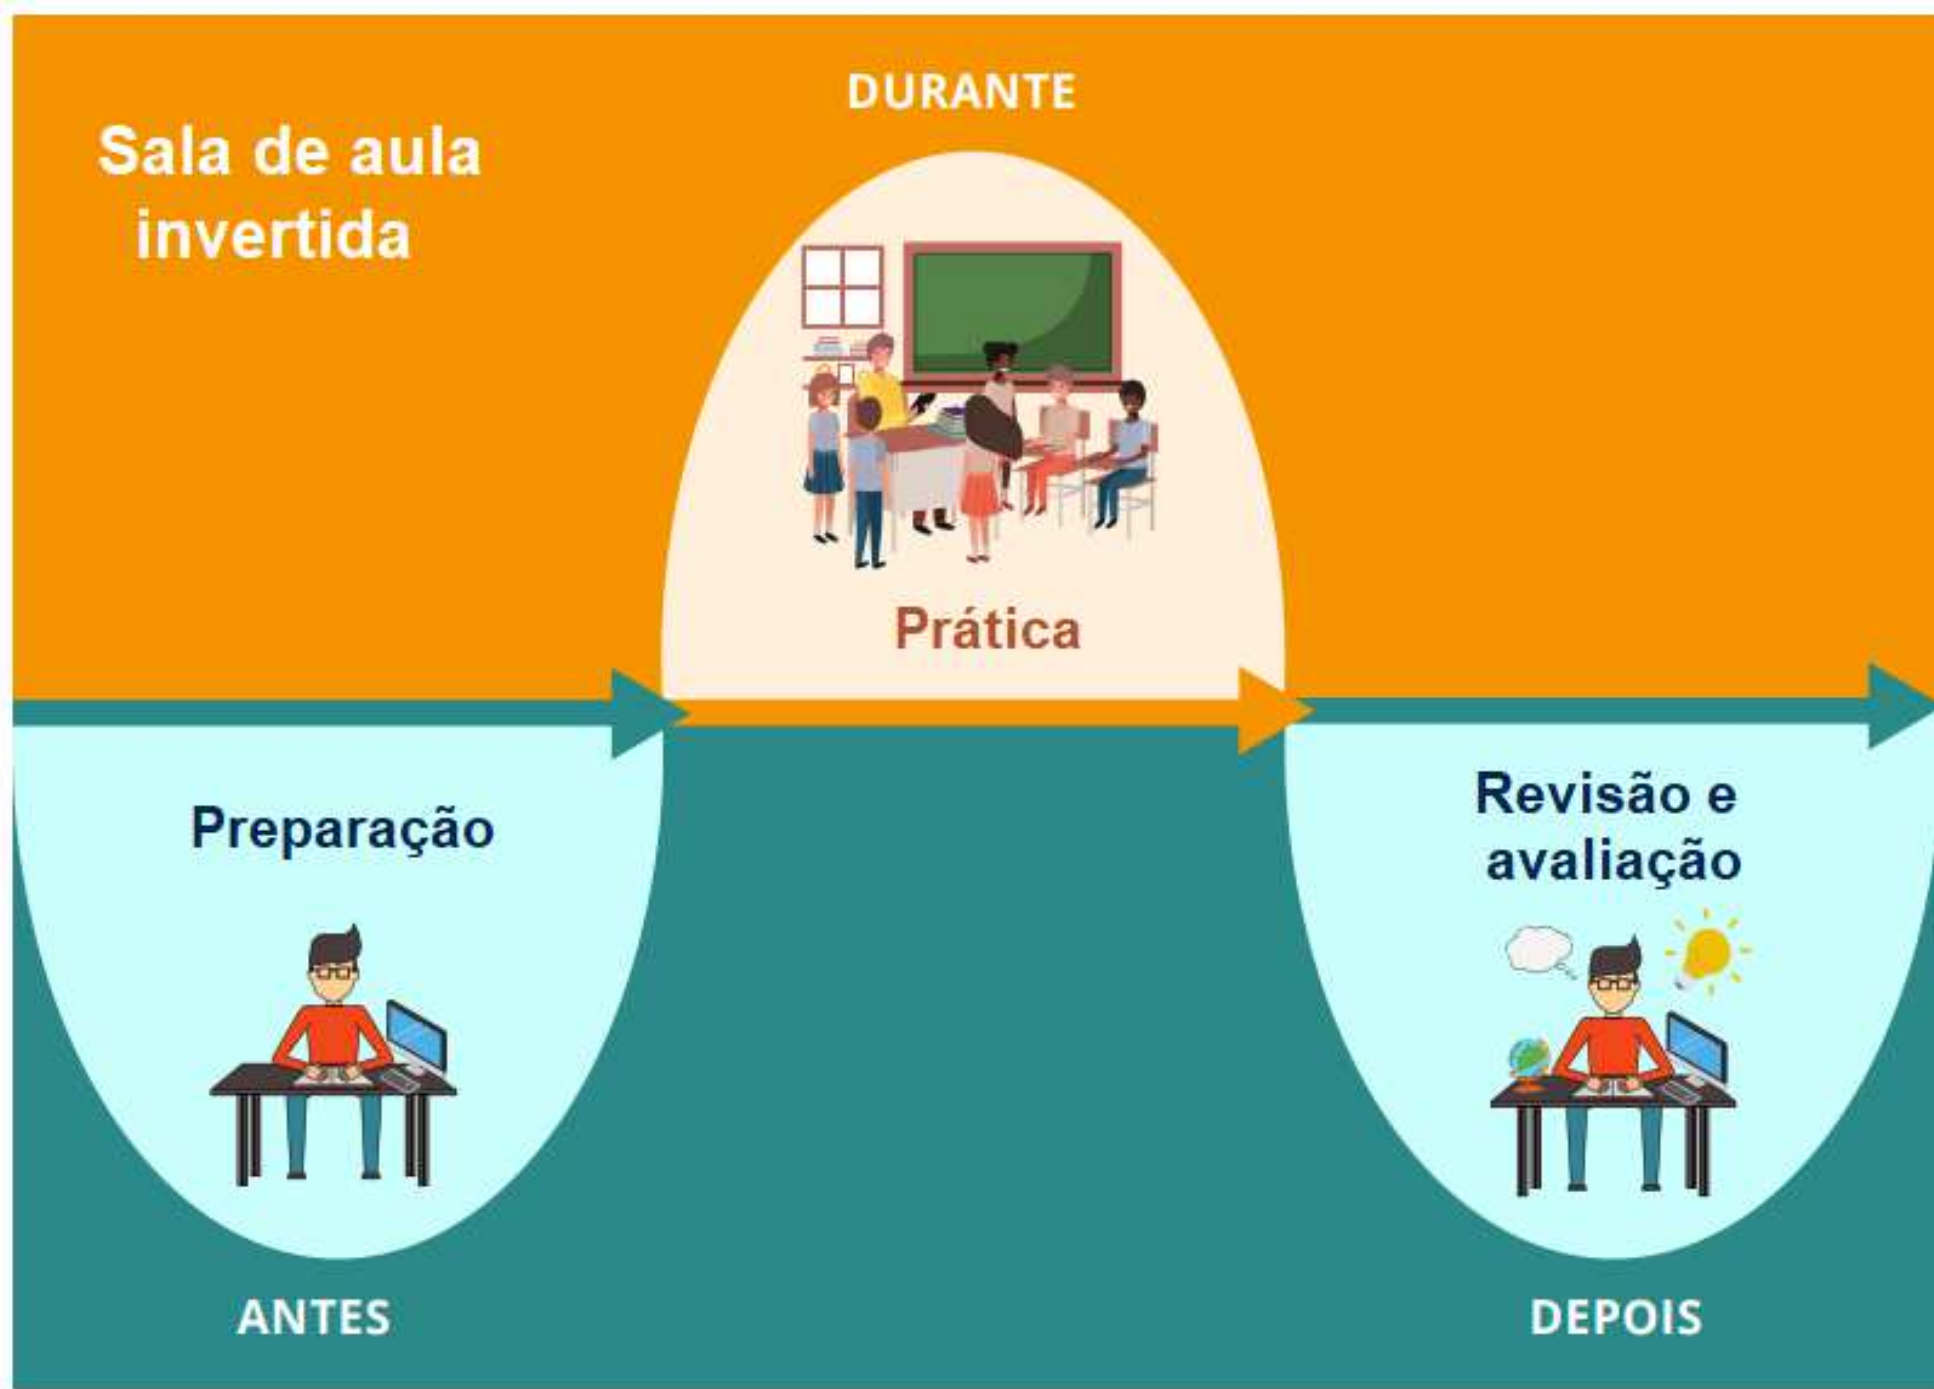 Sala de aula
invertida
DURANTE
Prática
Preparação
ANTES
Revisão e
avaliação
DEPOIS